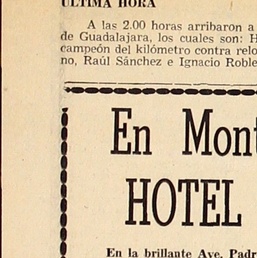 ULTIMA HORA
A las 2.00 horas arribaron a
de Guadalajara, los cuales son: H
campeón del kilómetro contra relo
no, Raúl Sánchez e Ignacio Roble
En Mont
HOTEL
En la brillante Ave. Padr